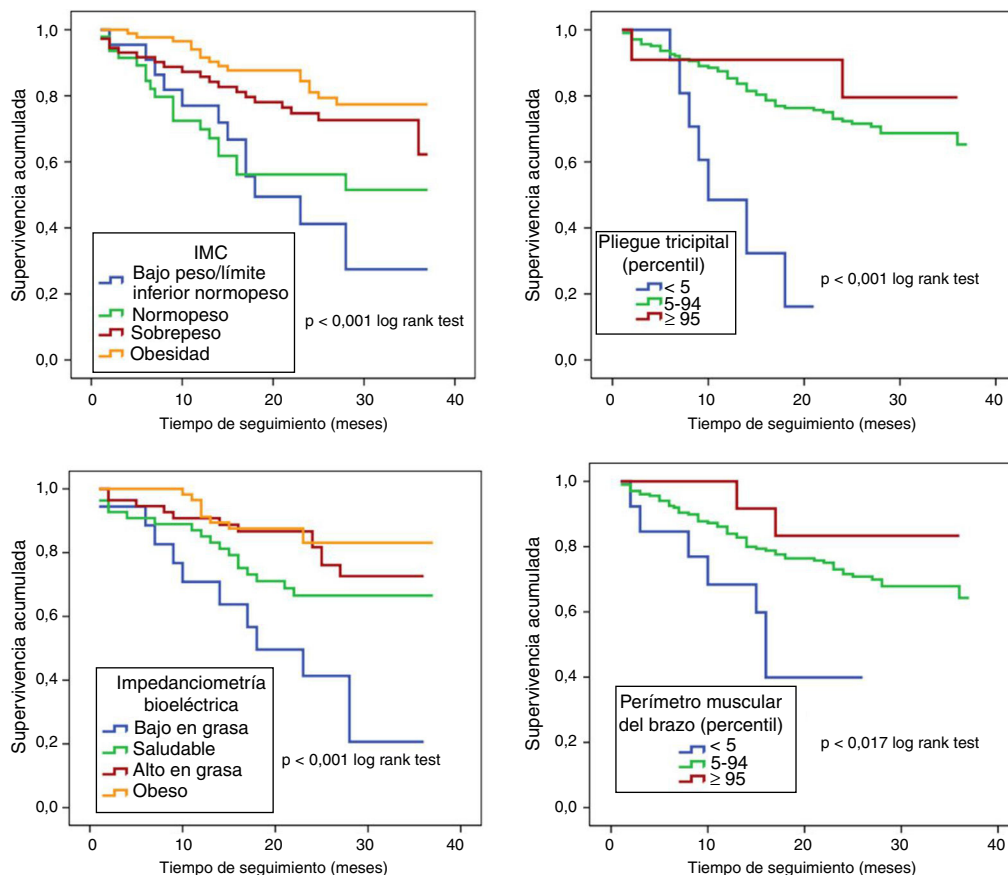 Supervivencia acumulada
1,0
0,8
0,6
0,4
0,2
0,0
IMC
Bajo peso/límite
inferior normopeso
Normopeso
Sobrepeso
Obesidad
p < 0,001 log rank test
0 10 20 30 40
Tiempo de seguimiento (meses)
Supervivencia acumulada
1,0
0,8
0,6
0,4
0,2
0,0
Pliegue tricipital
(percentil)
< 5
5-94
≥ 95
p < 0,001 log rank test
0 10 20 30 40
Tiempo de seguimiento (meses)
Supervivencia acumulada
1,0
0,8
0,6
0,4
0,2
0,0
Impedanciometría
bioeléctrica
Bajo en grasa
Saludable
Alto en grasa
Obeso
p < 0,001 log rank test
0 10 20 30 40
Tiempo de seguimiento (meses)
Supervivencia acumulada
1,0
0,8
0,6
0,4
0,2
0,0
Perímetro muscular
del brazo (percentil)
< 5
5-94
≥ 95
p < 0,017 log rank test
0 10 20 30 40
Tiempo de seguimiento (meses)